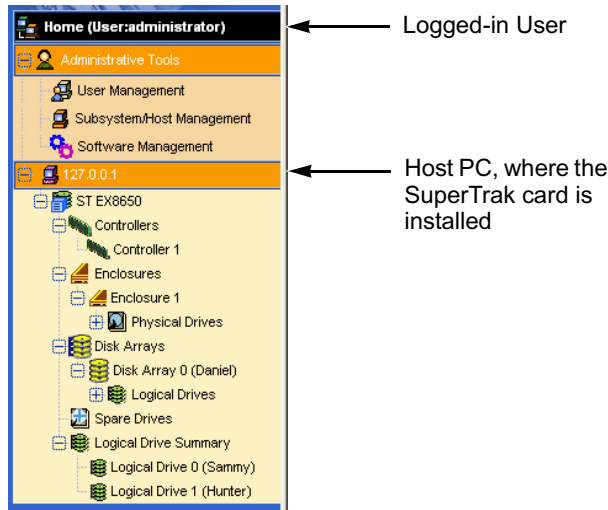 Home (User:administrator)
Logged-in User
Administrative Tools
User Management
Subsystem/Host Management
Software Management
127.0.0.1
Host PC, where the
SuperTrak card is
installed
ST EX8650
Controllers
Controller 1
Enclosures
Enclosure 1
Physical Drives
Disk Arrays
Disk Array 0 (Daniel)
Logical Drives
Spare Drives
Logical Drive Summary
Logical Drive 0 (Sammy)
Logical Drive 1 (Hunter)